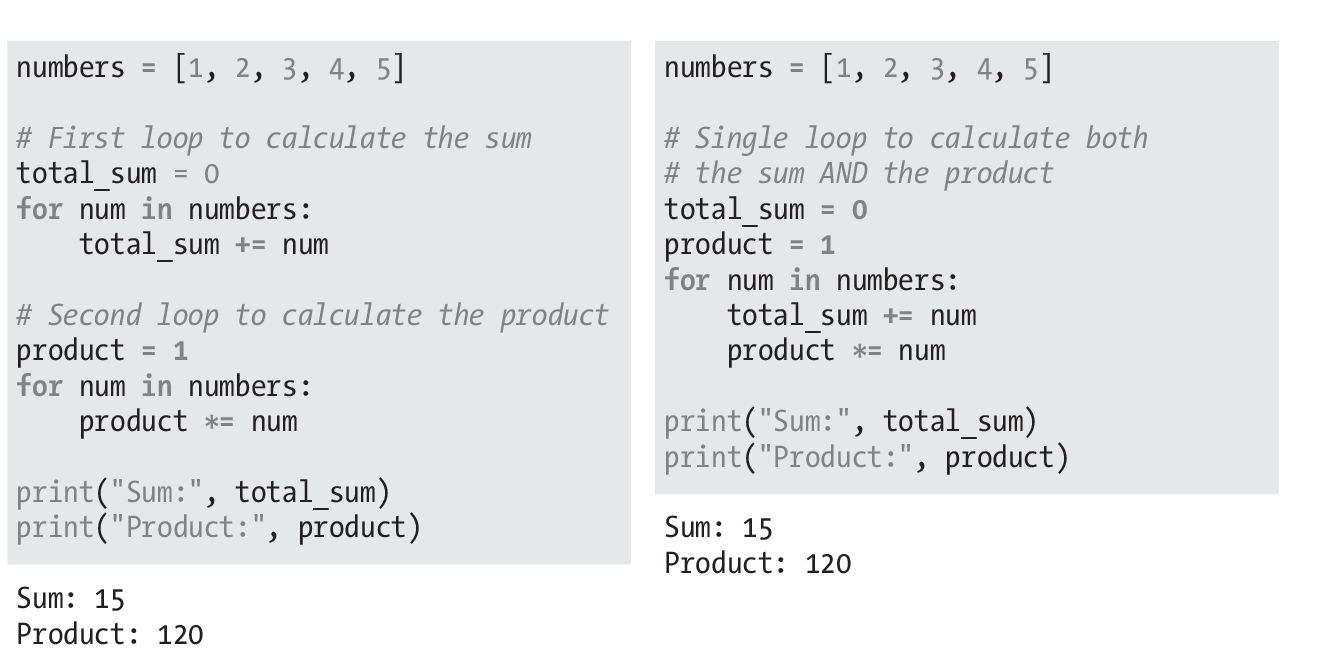 numbers = [1, 2, 3, 4, 5]

# First loop to calculate the sum
total_sum = 0
for num in numbers:
    total_sum += num

# Second loop to calculate the product
product = 1
for num in numbers:
    product *= num

print("Sum:", total_sum)
print("Product:", product)

Sum: 15
Product: 120

numbers = [1, 2, 3, 4, 5]

# Single loop to calculate both
# the sum AND the product
total_sum = 0
product = 1
for num in numbers:
    total_sum += num
    product *= num

print("Sum:", total_sum)
print("Product:", product)

Sum: 15
Product: 120